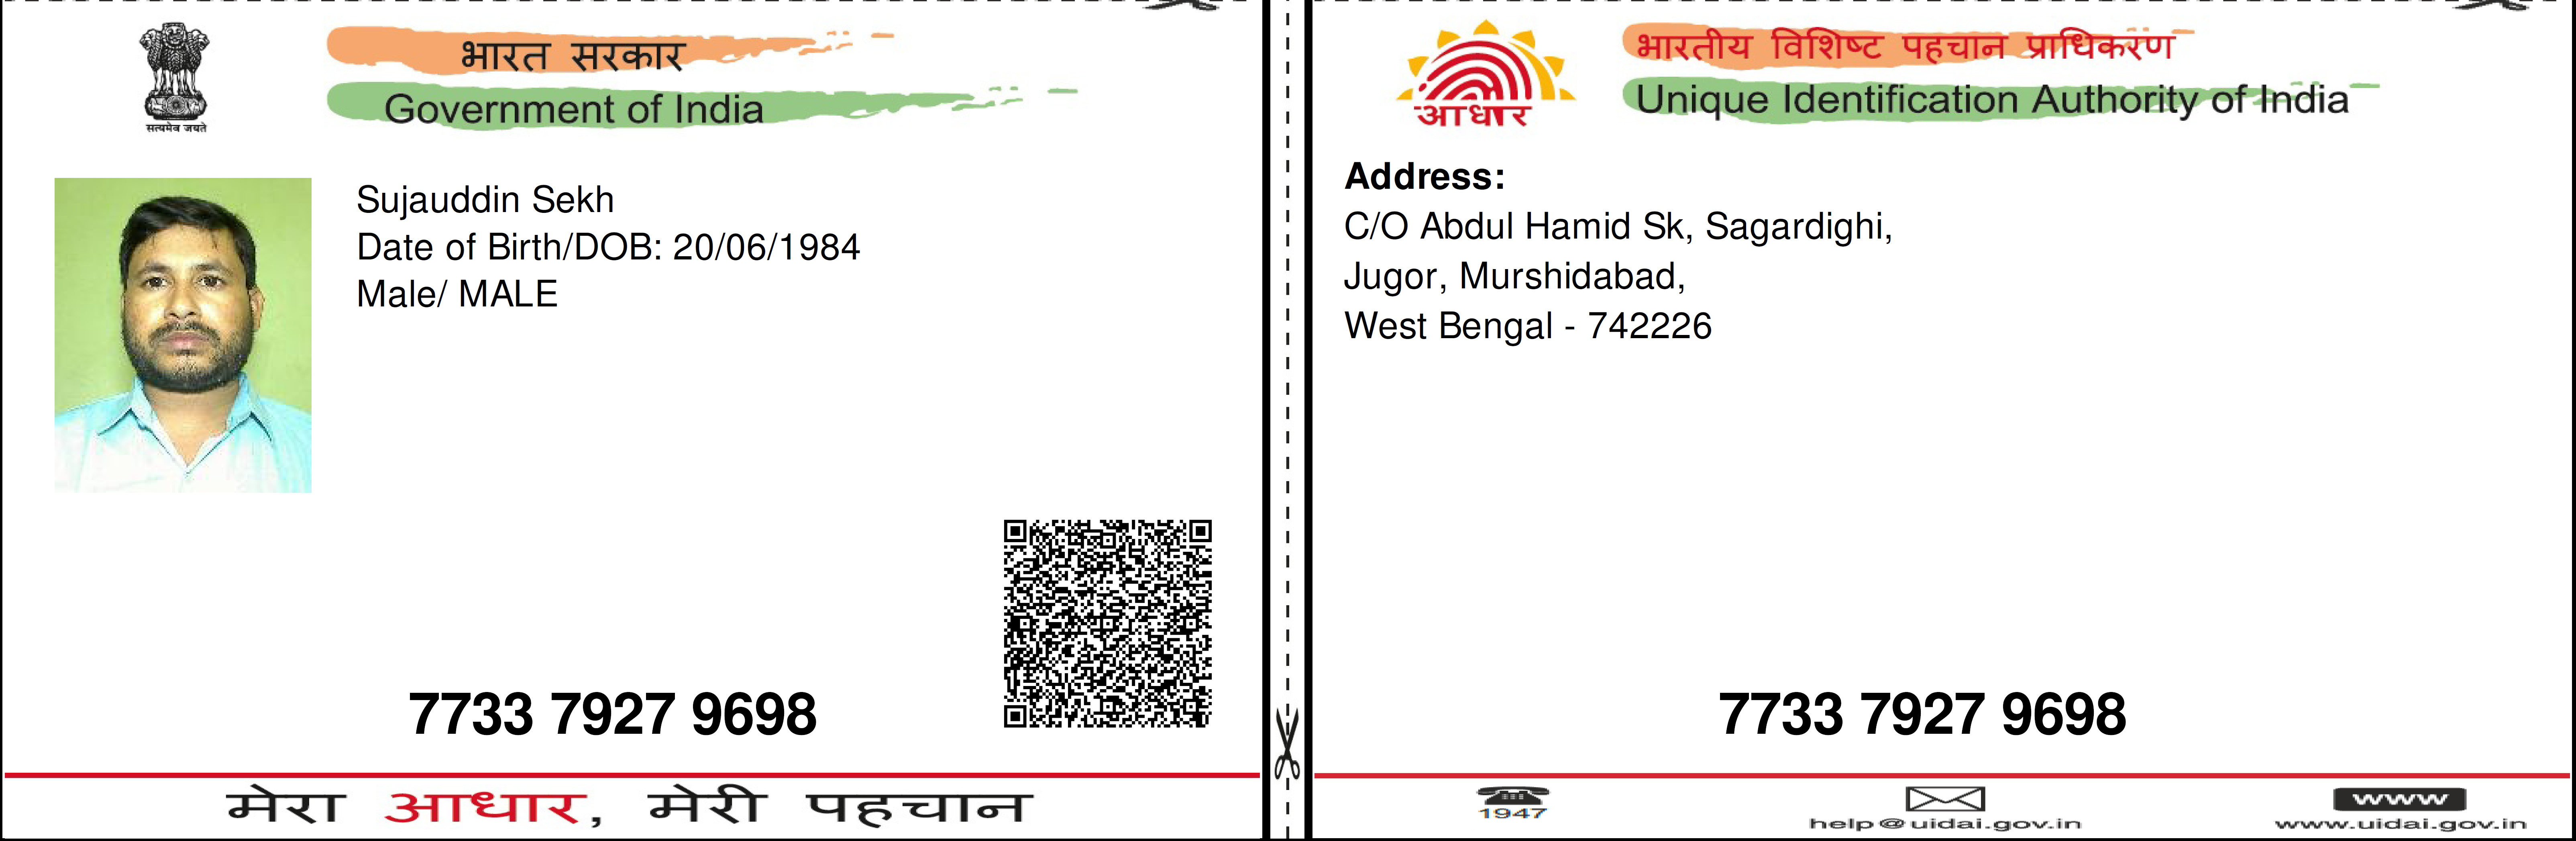 भारत सरकार
Government of India
सत्यमेव जयते
Sujauddin Sekh
Date of Birth/DOB: 20/06/1984
Male/ MALE
7733 7927 9698
मेरा आधार, मेरी पहचान
भारतीय विशिष्ट पहचान प्राधिकरण
Unique Identification Authority of India
आधार
Address:
C/O Abdul Hamid Sk, Sagardighi,
Jugor, Murshidabad,
West Bengal - 742226
7733 7927 9698
1947
help@uidai.gov.in
www
www.uidai.gov.in